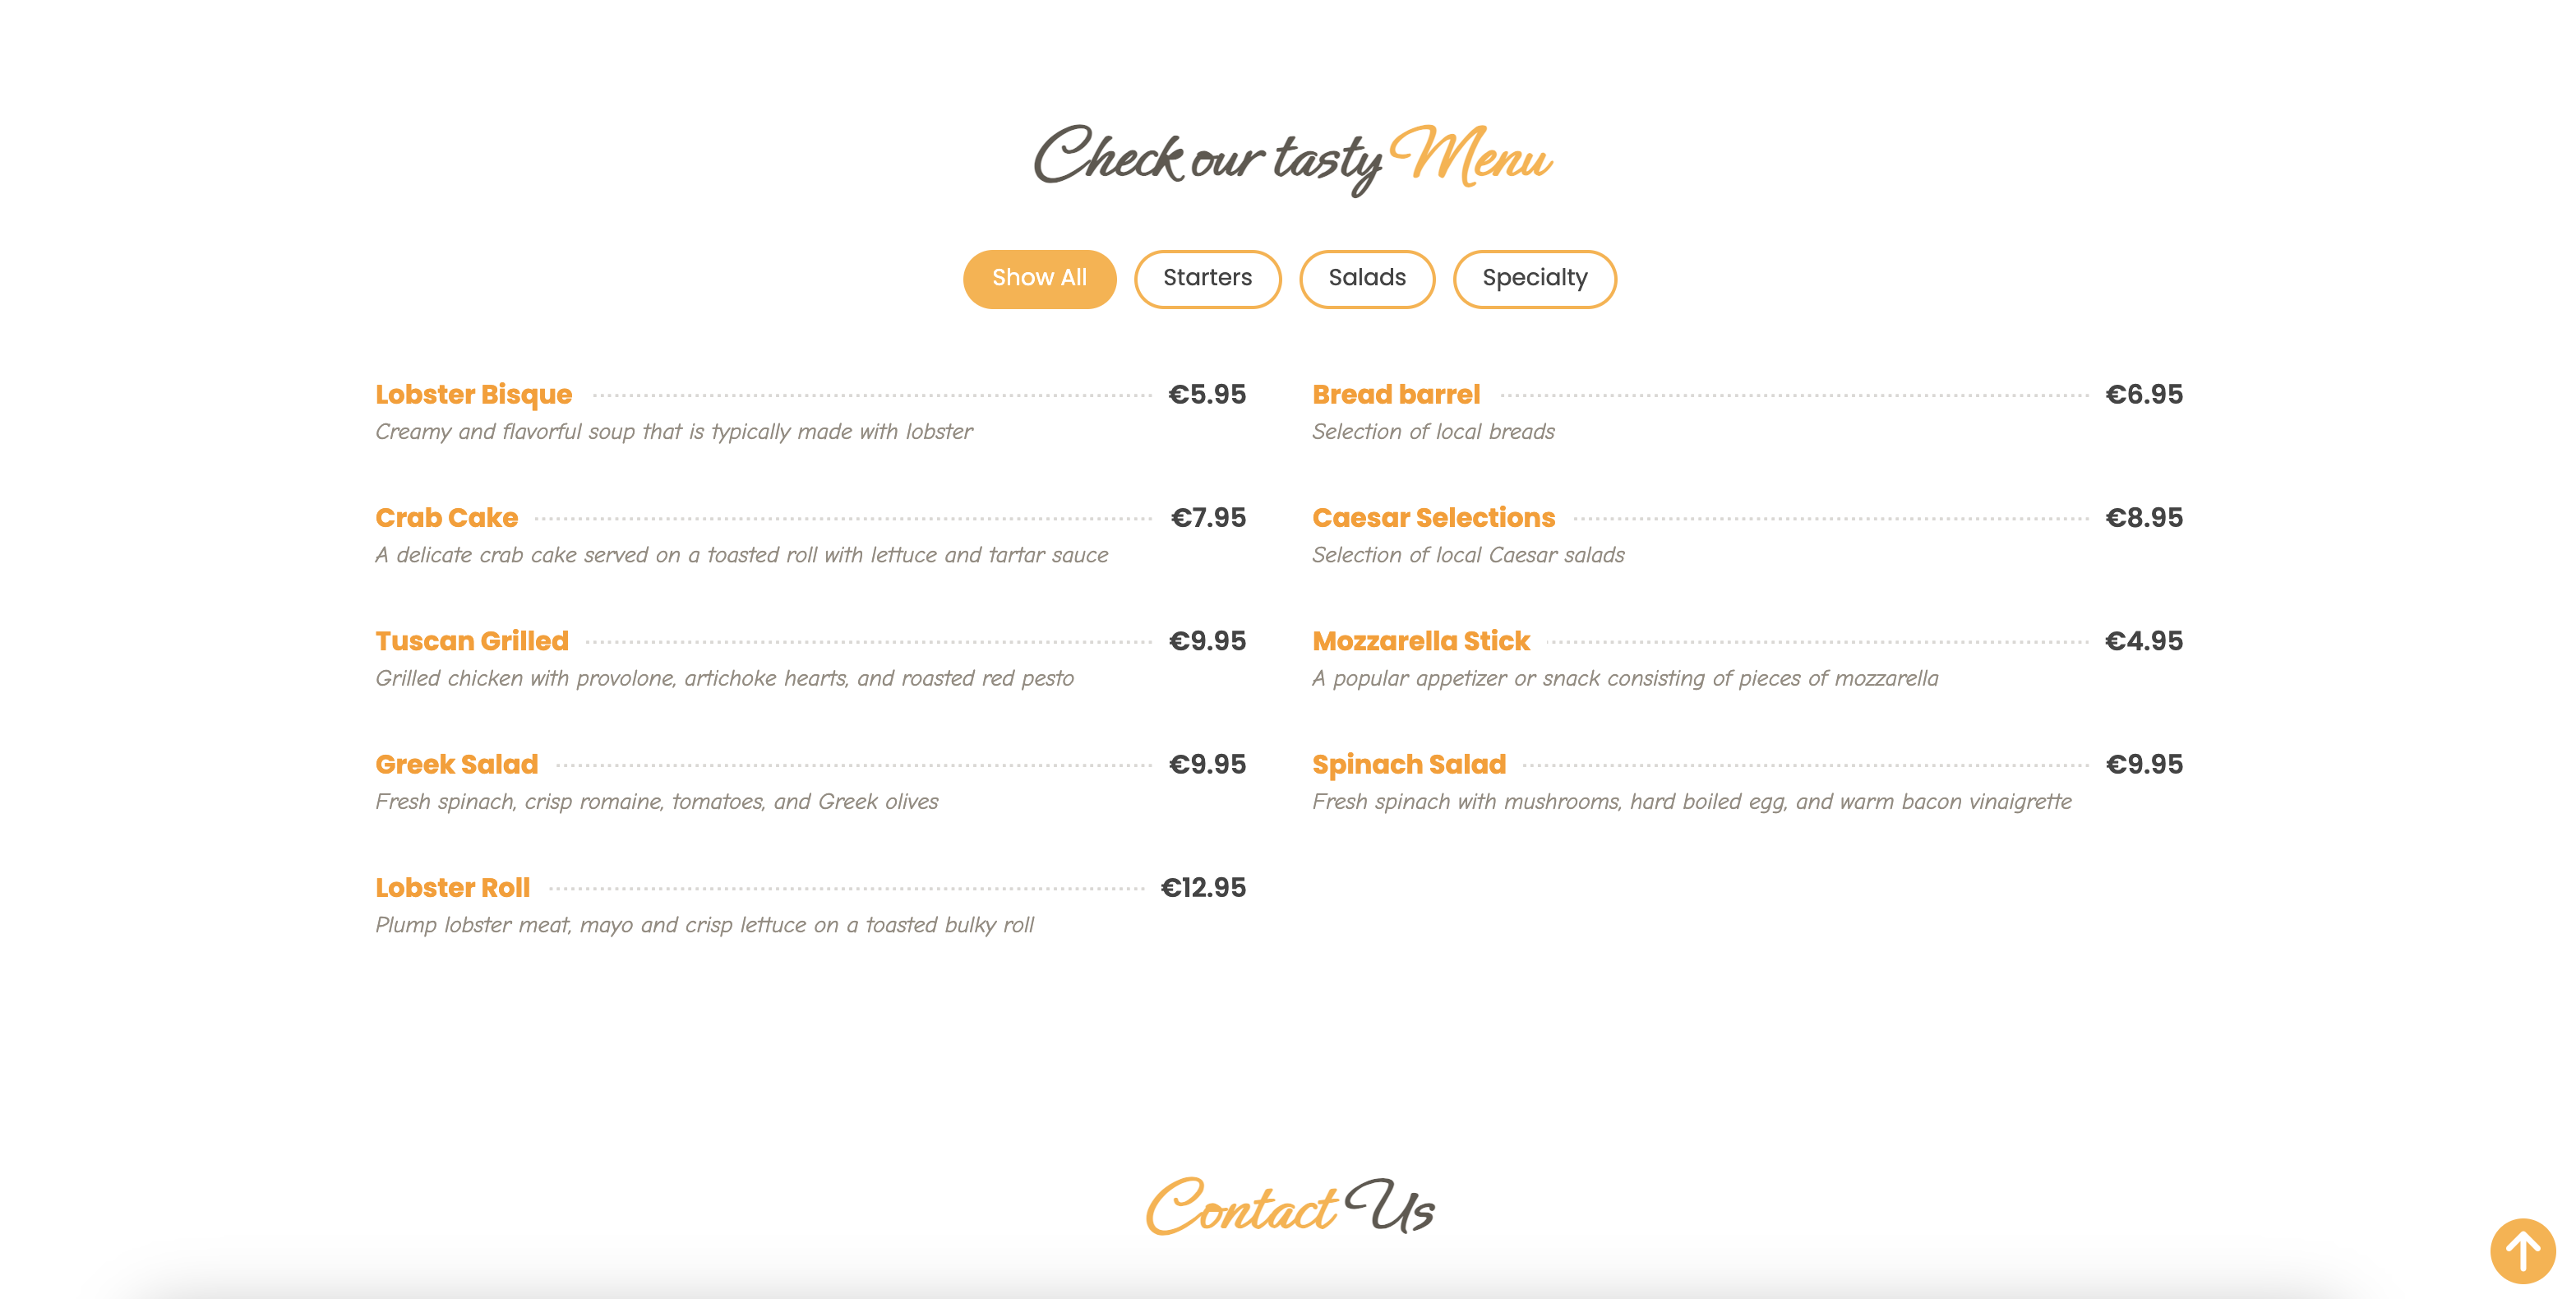 Check our tasty Menu
Show All Starters Salads Specialty
Lobster Bisque €5.95
Creamy and flavorful soup that is typically made with lobster
Bread barrel €6.95
Selection of local breads
Crab Cake €7.95
A delicate crab cake served on a toasted roll with lettuce and tartar sauce
Caesar Selections €8.95
Selection of local Caesar salads
Tuscan Grilled €9.95
Grilled chicken with provolone, artichoke hearts, and roasted red pesto
Mozzarella Stick €4.95
A popular appetizer or snack consisting of pieces of mozzarella
Greek Salad €9.95
Fresh spinach, crisp romaine, tomatoes, and Greek olives
Spinach Salad €9.95
Fresh spinach with mushrooms, hard boiled egg, and warm bacon vinaigrette
Lobster Roll €12.95
Plump lobster meat, mayo and crisp lettuce on a toasted bulky roll
Contact Us